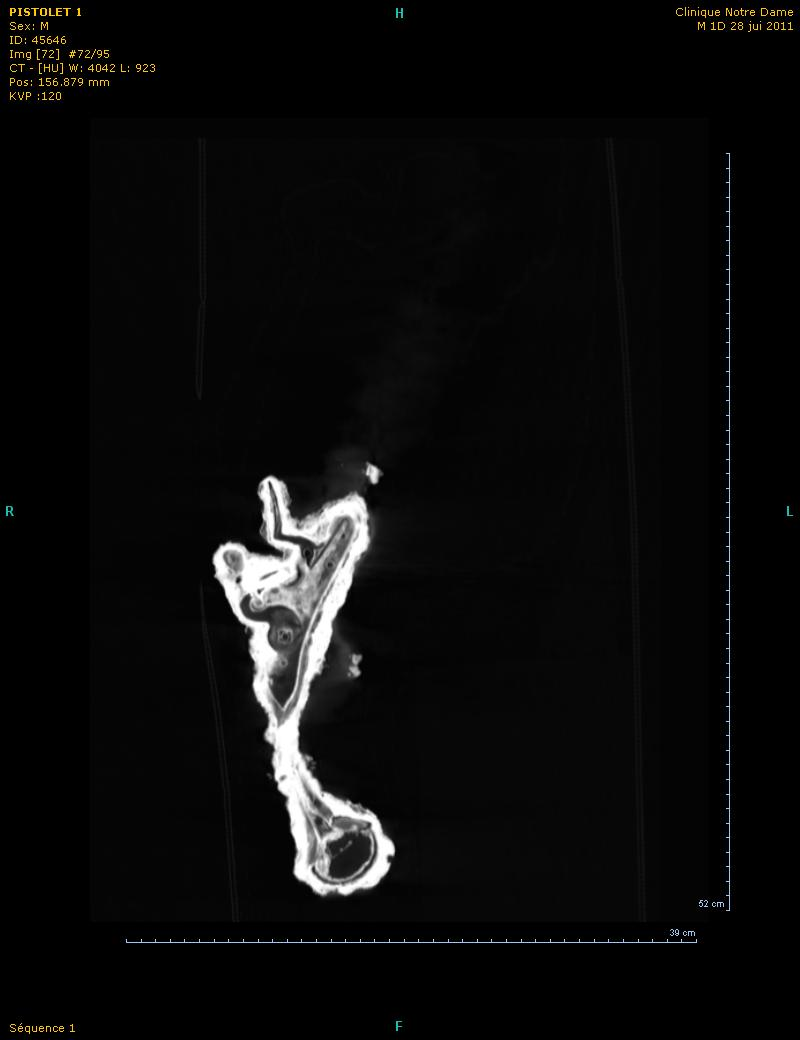 PISTOLET 1
Sex: M
ID: 45646
Img [72] #72/95
CT - [HU] W: 4042 L: 923
Pos: 156.879 mm
KVP :120
H
Clinique Notre Dame
M 1D 28 jui 2011
R
L
52 cm
39 cm
Séquence 1
F